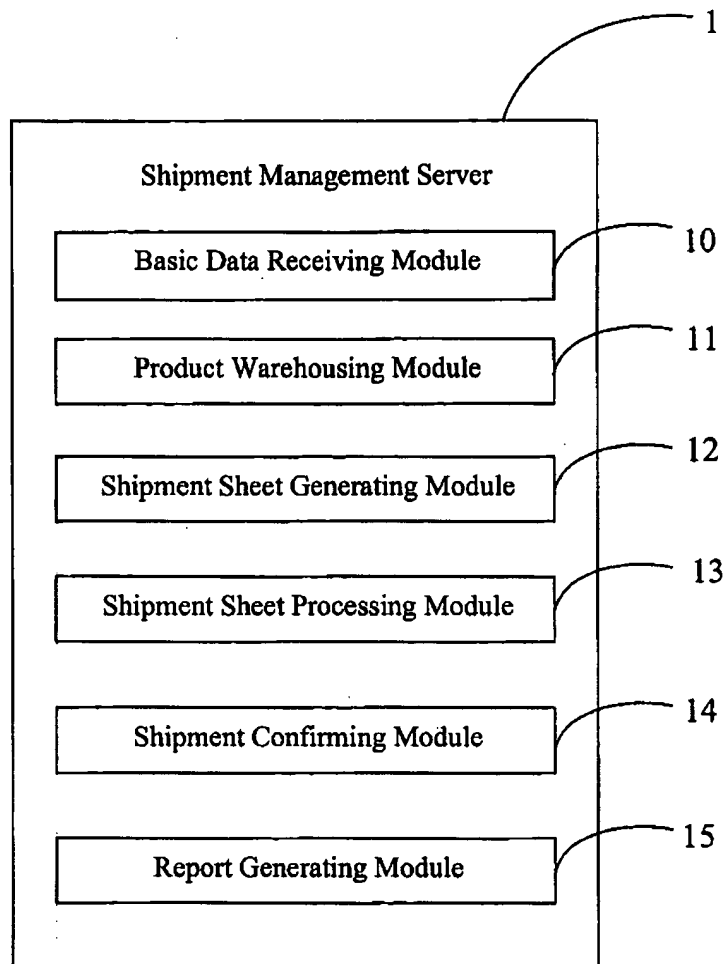 1
Shipment Management Server
Basic Data Receiving Module
10
Product Warehousing Module
11
Shipment Sheet Generating Module
12
Shipment Sheet Processing Module
13
Shipment Confirming Module
14
Report Generating Module
15